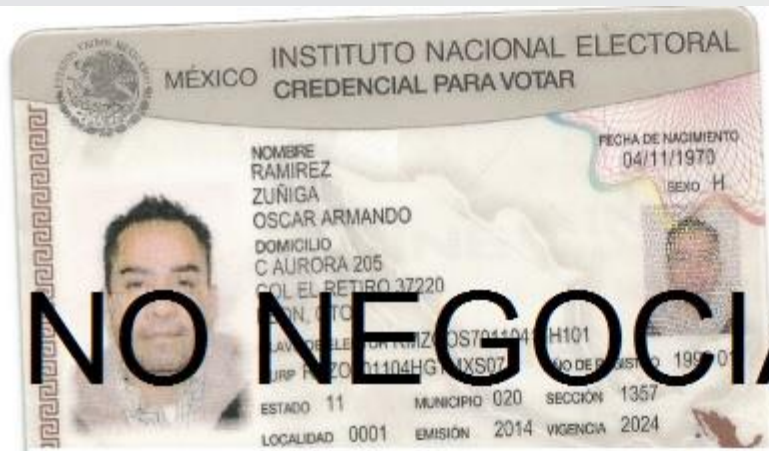 INSTITUTO NACIONAL ELECTORAL
MÉXICO CREDENCIAL PARA VOTAR
NOMBRE
RAMIREZ
ZUÑIGA
OSCAR ARMANDO
FECHA DE NACIMIENTO
04/11/1970
SEXO H
DOMICILIO
C AURORA 205
COL EL RETIRO 37220
NO NEGOCIA
ESTADO 11 MUNICIPIO 020 SECCIÓN 1357
LOCALIDAD 0001 EMISIÓN 2014 VIGENCIA 2024